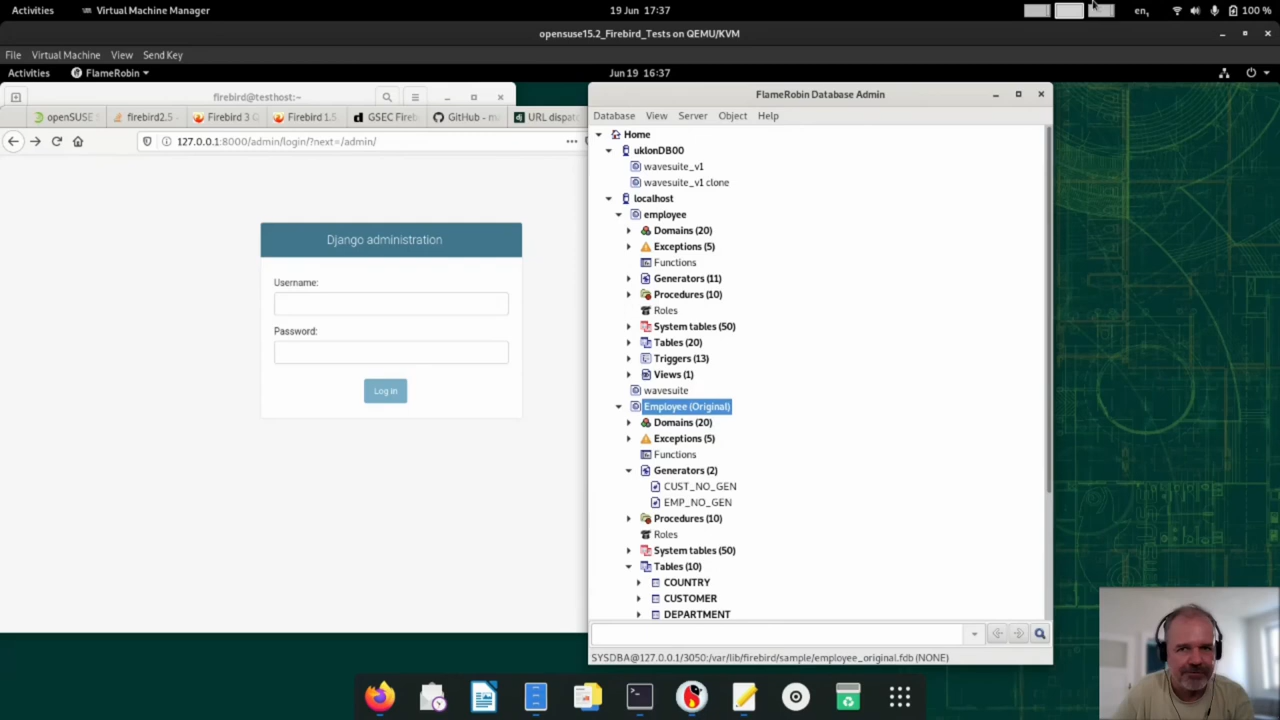 Activities
Virtual Machine Manager
19 Jun 17:37
en,
100 %
opensuse15.2_Firebird_Tests on QEMU/KVM
File Virtual Machine View Send Key
Activities
FlameRobin
Jun 19 16:37
firebird@testhost:~
openSUSE
firebird2.5 -
Firebird 3 G
Firebird 1.5
GSEC Fireb
GitHub - m
URL dispat
127.0.0.1:8000/admin/login/?next=/admin/
Django administration
Username:
Password:
Log in
FlameRobin Database Admin
Database View Server Object Help
Home
uklonDB00
wavesuite_v1
wavesuite_v1 clone
localhost
employee
Domains (20)
Exceptions (5)
Functions
Generators (11)
Procedures (10)
Roles
System tables (50)
Tables (20)
Triggers (13)
Views (1)
wavesuite
Employee (Original)
Domains (20)
Exceptions (5)
Functions
Generators (2)
CUST_NO_GEN
EMP_NO_GEN
Procedures (10)
Roles
System tables (50)
Tables (10)
COUNTRY
CUSTOMER
DEPARTMENT
SYSDBA@127.0.0.1/3050:/var/lib/firebird/sample/employee_original.fdb (NONE)